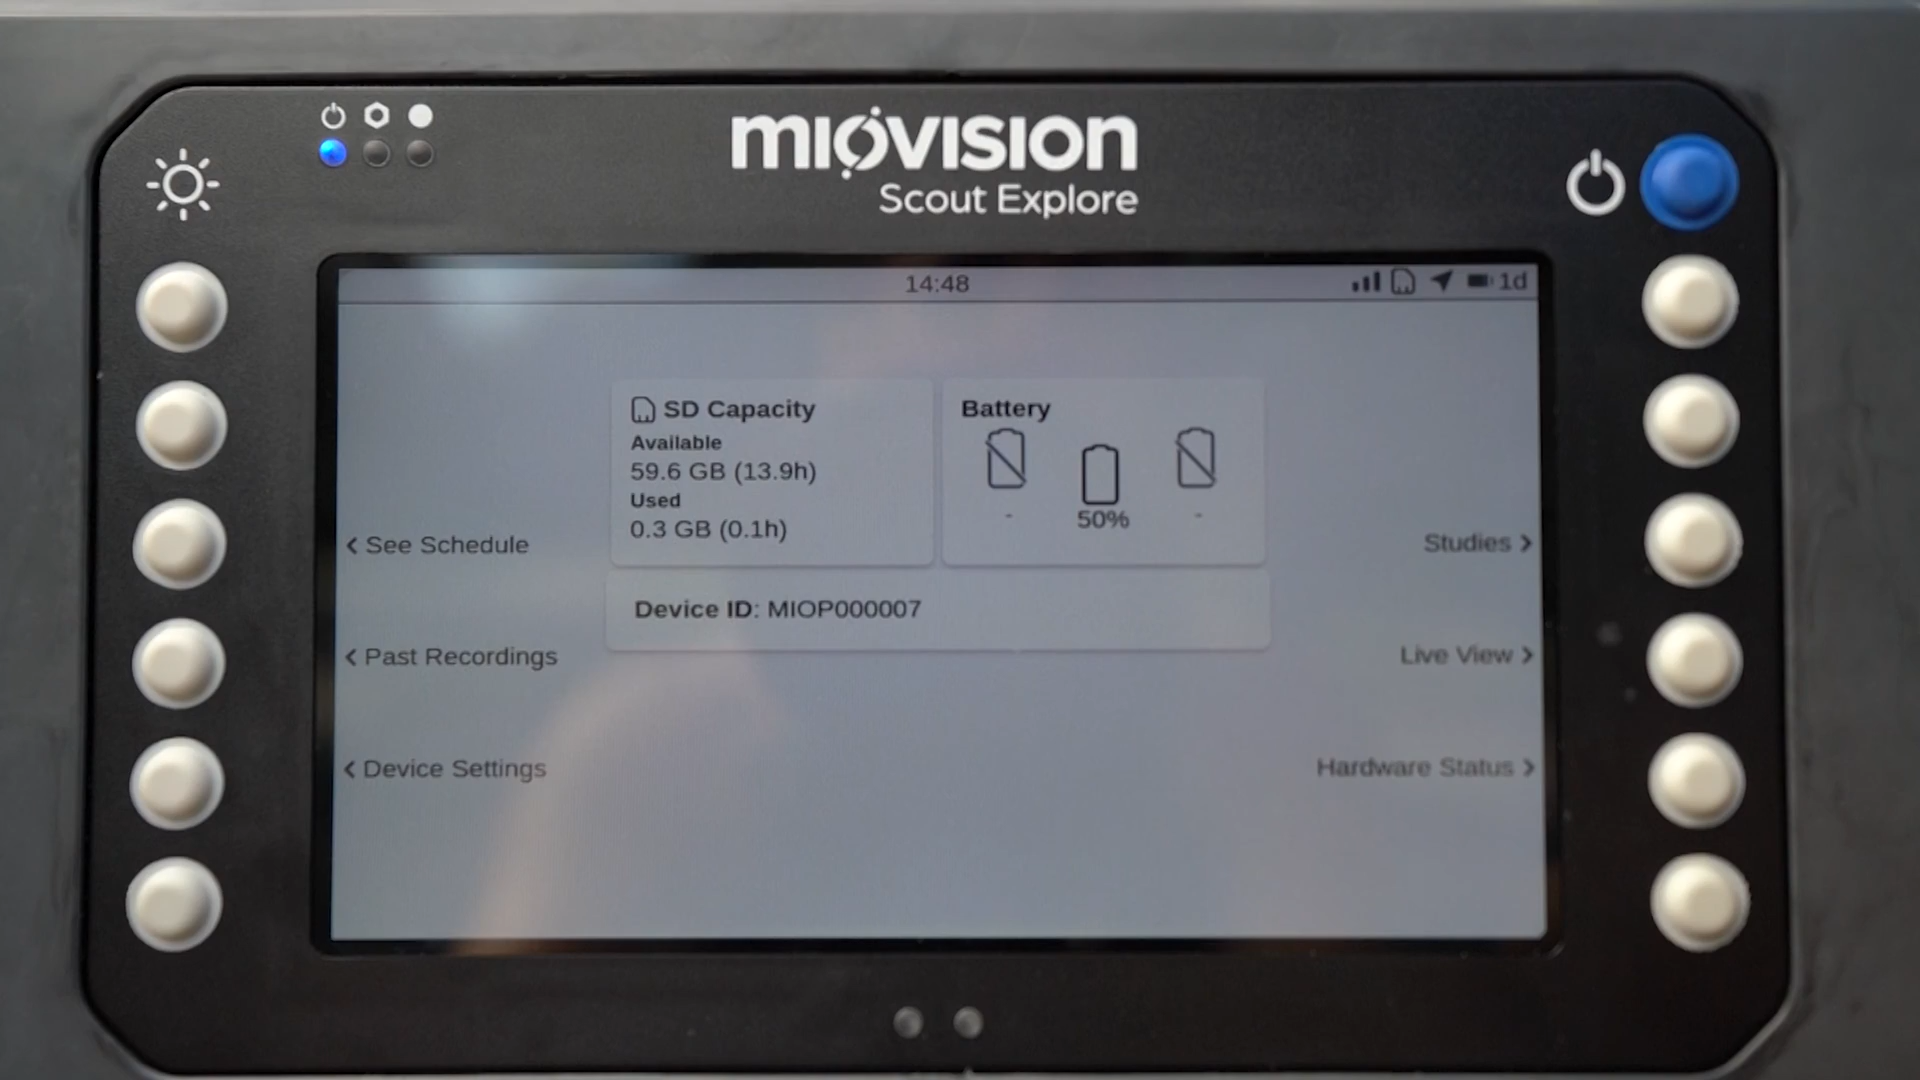 miovision
Scout Explore
14:48
1d
SD Capacity
Available
59.6 GB (13.9h)
Used
0.3 GB (0.1h)
Battery
-
50%
-
Device ID: MIOP000007
< See Schedule
< Past Recordings
< Device Settings
Studies >
Live View >
Hardware Status >